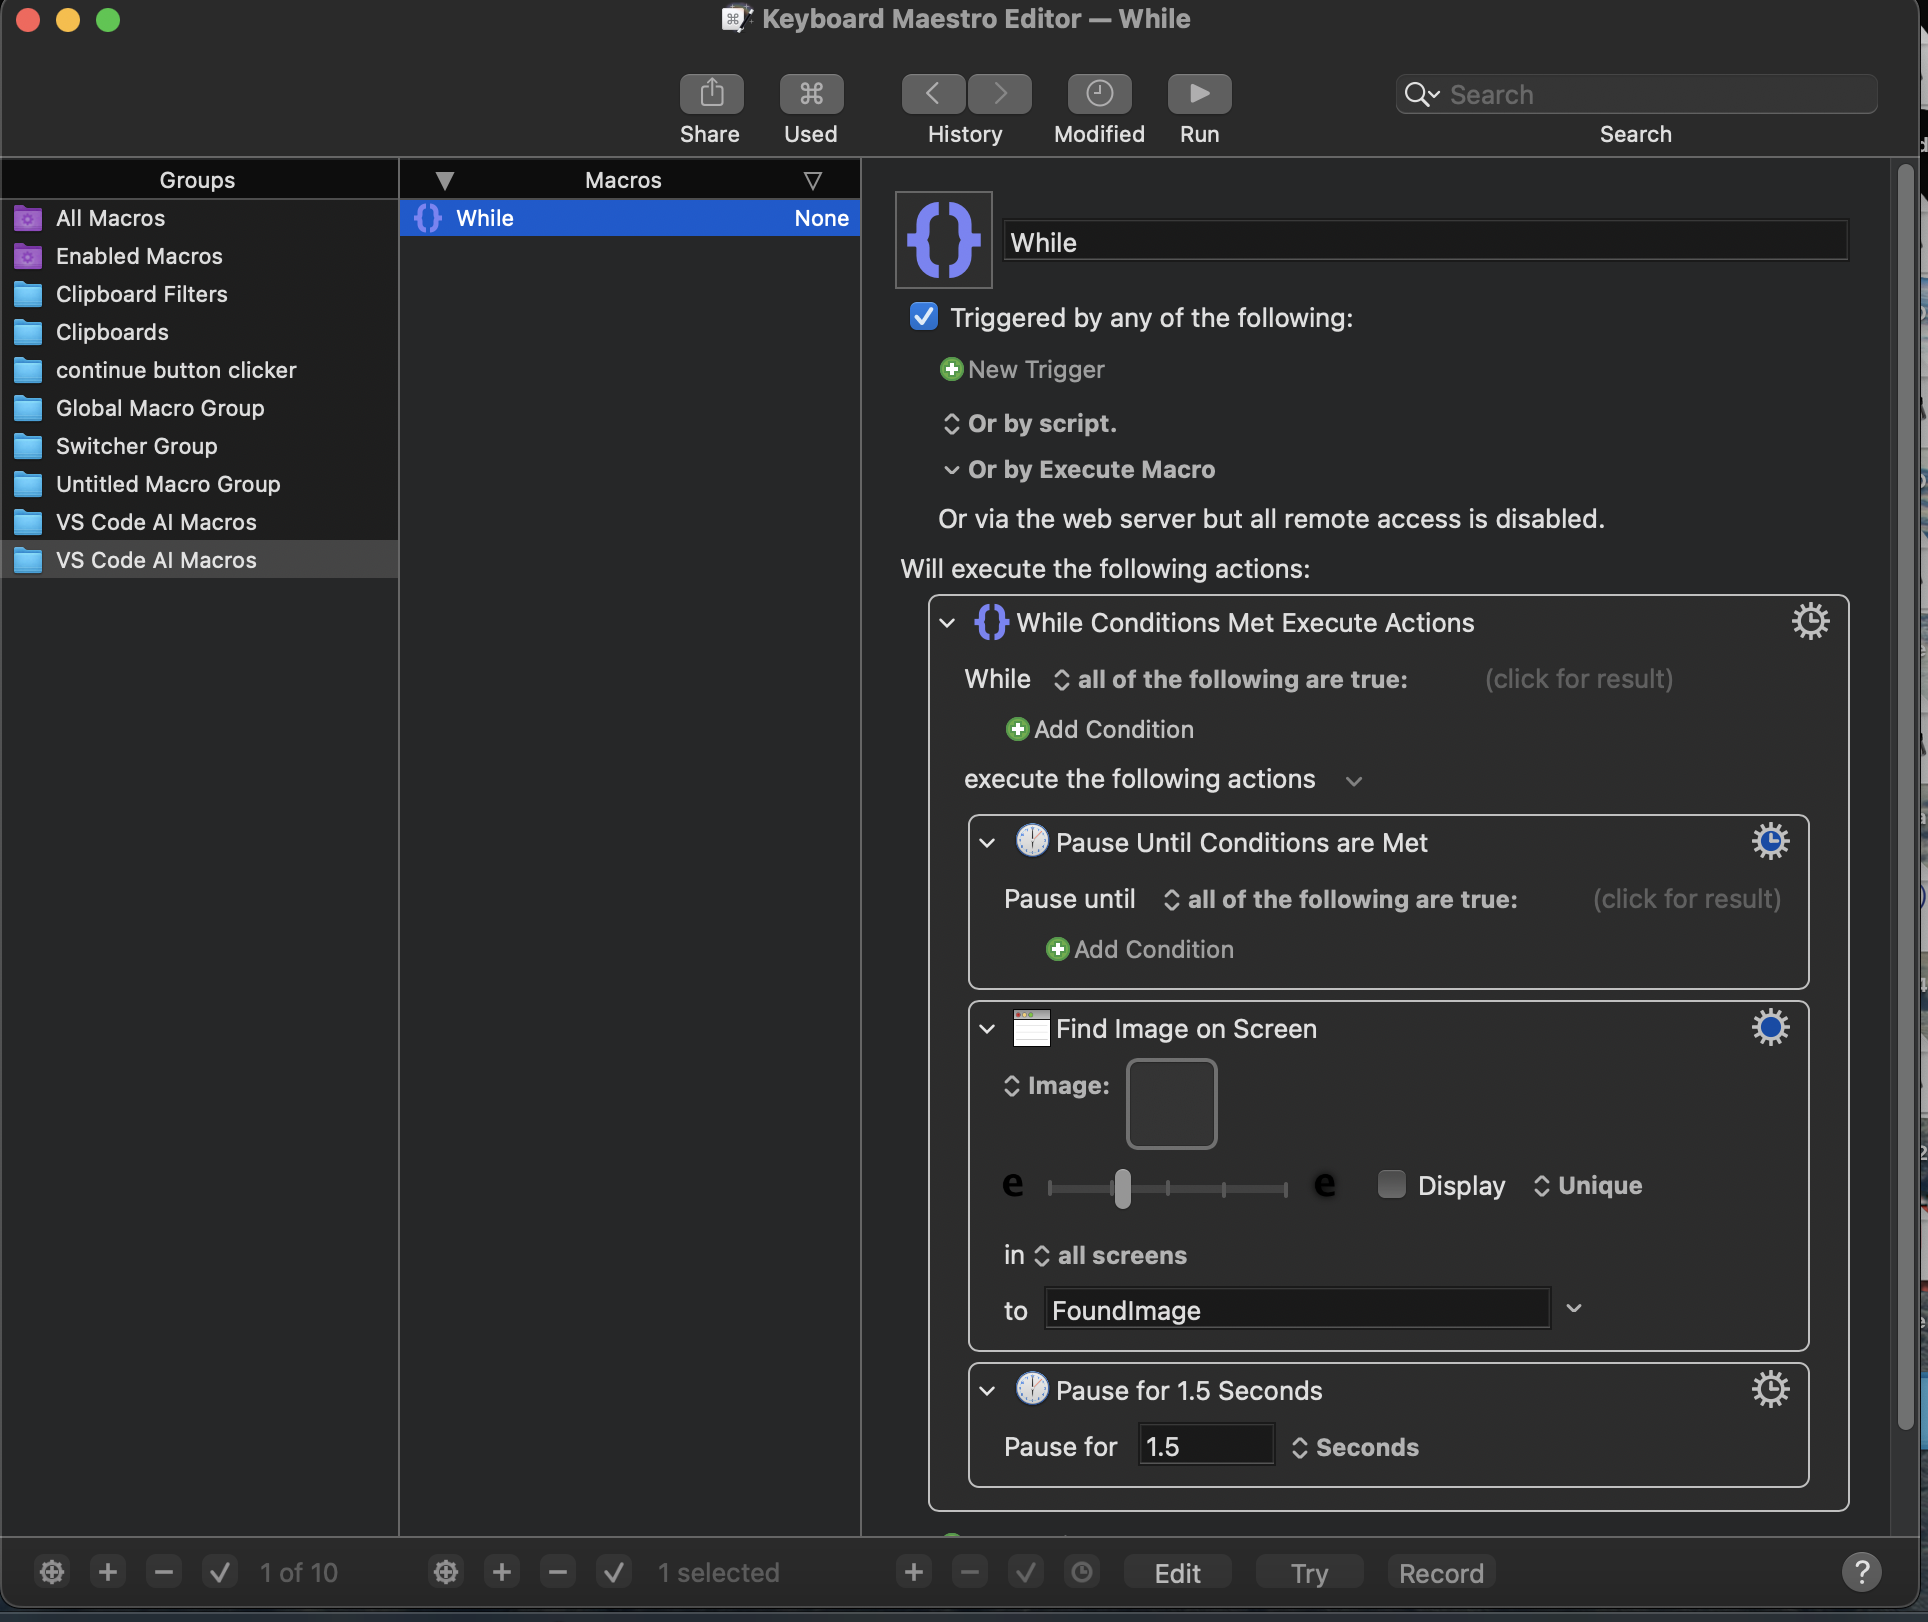 Keyboard Maestro Editor — While
Share
Used
History
Modified
Run
Search
Search
Groups
All Macros
Enabled Macros
Clipboard Filters
Clipboards
continue button clicker
Global Macro Group
Switcher Group
Untitled Macro Group
VS Code AI Macros
VS Code AI Macros
Macros
While None
While
Triggered by any of the following:
New Trigger
Or by script.
Or by Execute Macro
Or via the web server but all remote access is disabled.
Will execute the following actions:
While Conditions Met Execute Actions
While all of the following are true: (click for result)
Add Condition
execute the following actions
Pause Until Conditions are Met
Pause until all of the following are true: (click for result)
Add Condition
Find Image on Screen
Image:
e e Display Unique
in all screens
to FoundImage
Pause for 1.5 Seconds
Pause for 1.5 Seconds
1 of 10
1 selected
Edit
Try
Record
?